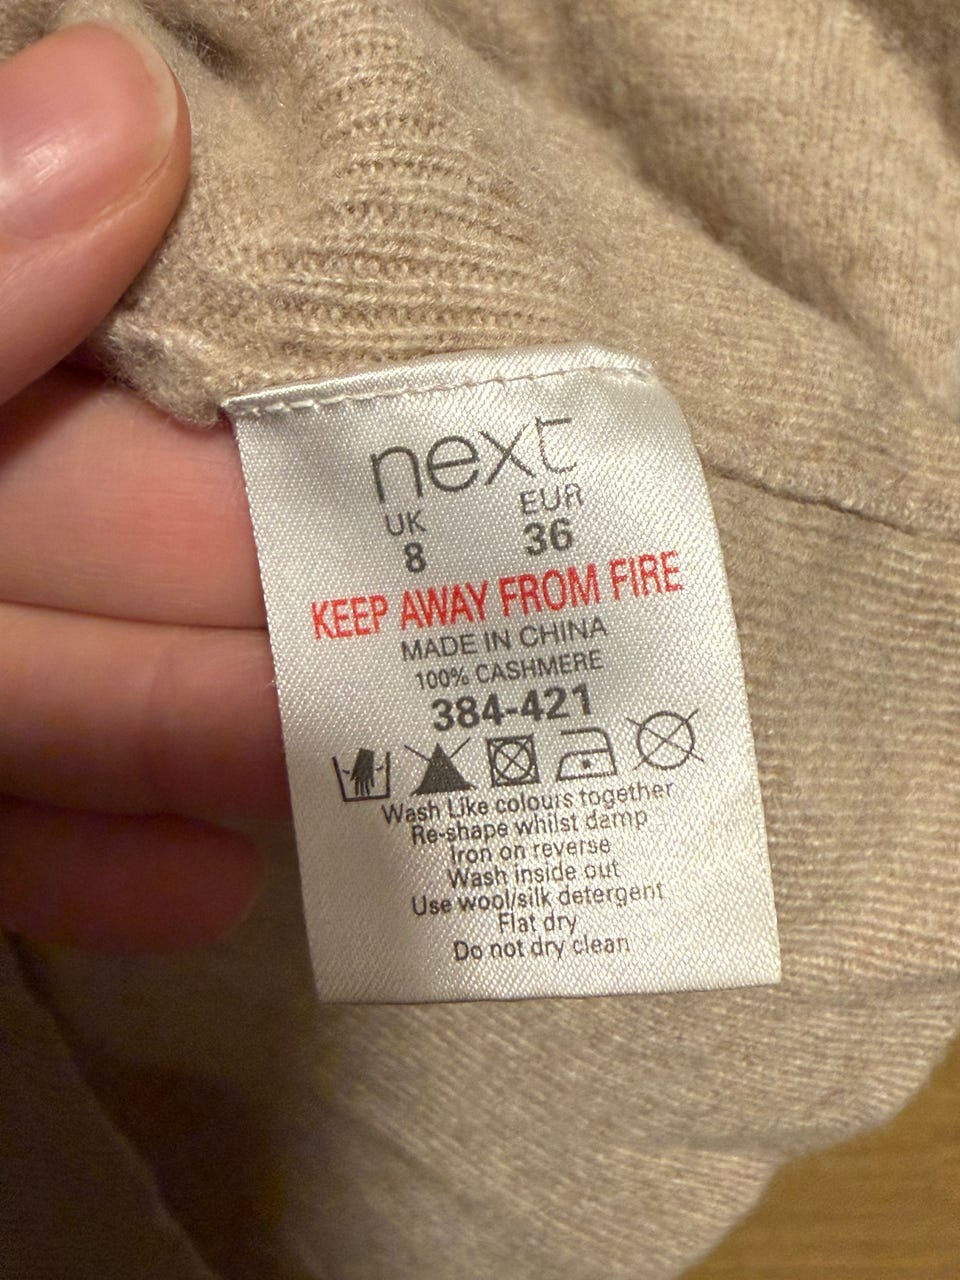 next
UK EUR
8 36
KEEP AWAY FROM FIRE
MADE IN CHINA
100% CASHMERE
384-421
Wash Like colours together
Re-shape whilst damp
Iron on reverse
Wash inside out
Use wool/silk detergent
Flat dry
Do not dry clean